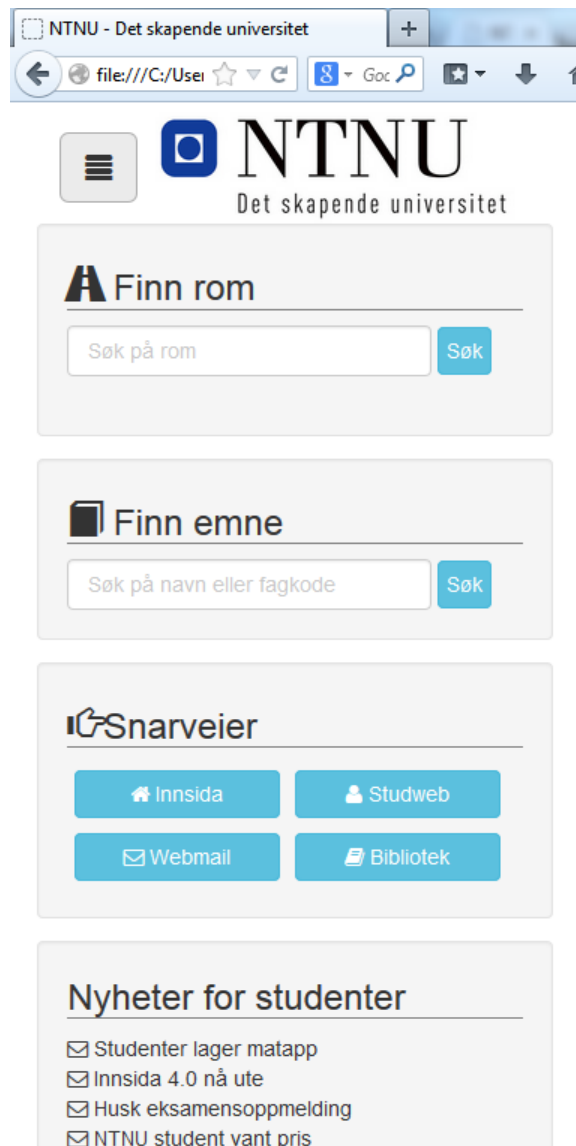 NTNU - Det skapende universitet
file:///C:/User
Goc
NTNU
Det skapende universitet
Finn rom
Søk på rom Søk
Finn emne
Søk på navn eller fagkode Søk
Snarveier
Innsida Studweb
Webmail Bibliotek
Nyheter for studenter
Studenter lager matapp
Innsida 4.0 nå ute
Husk eksamensoppmelding
NTNU student vant pris